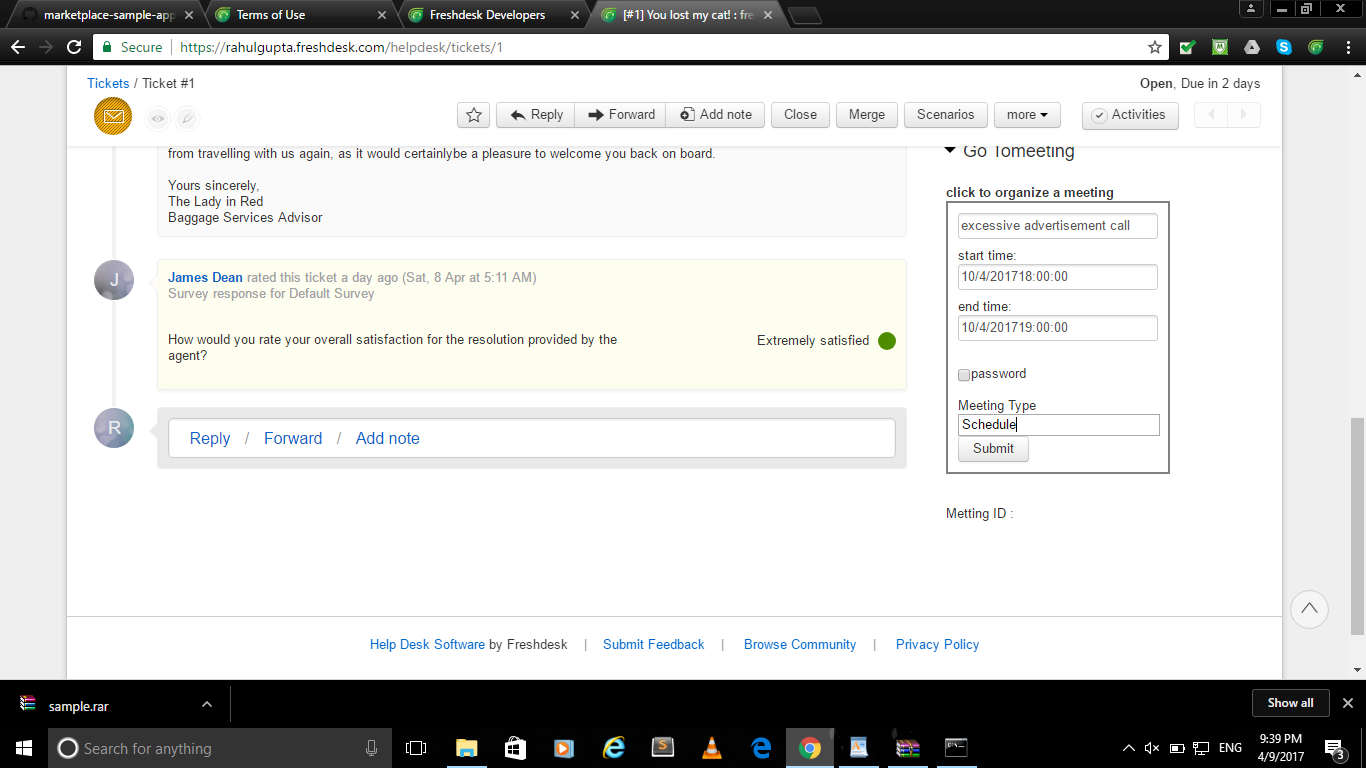 marketplace-sample-app
Terms of Use
Freshdesk Developers
[#1] You lost my cat! : fre
Secure
https://rahulgupta.freshdesk.com/helpdesk/tickets/1
Tickets / Ticket #1
Open, Due in 2 days
Reply
Forward
Add note
Close
Merge
Scenarios
more
Activities
from travelling with us again, as it would certainlybe a pleasure to welcome you back on board.
Yours sincerely,
The Lady in Red
Baggage Services Advisor
J
James Dean rated this ticket a day ago (Sat, 8 Apr at 5:11 AM)
Survey response for Default Survey
How would you rate your overall satisfaction for the resolution provided by the
agent?
Extremely satisfied
R
Reply / Forward / Add note
Go Tomeeting
click to organize a meeting
excessive advertisement call
start time:
10/4/201718:00:00
end time:
10/4/201719:00:00
password
Meeting Type
Schedule
Submit
Metting ID :
Help Desk Software by Freshdesk | Submit Feedback | Browse Community | Privacy Policy
sample.rar
Show all
Search for anything
ENG
9:39 PM
4/9/2017
3